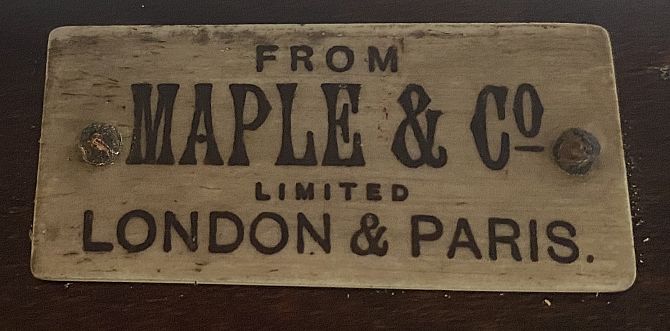 FROM
MAPLE & Co
LIMITED
LONDON & PARIS.